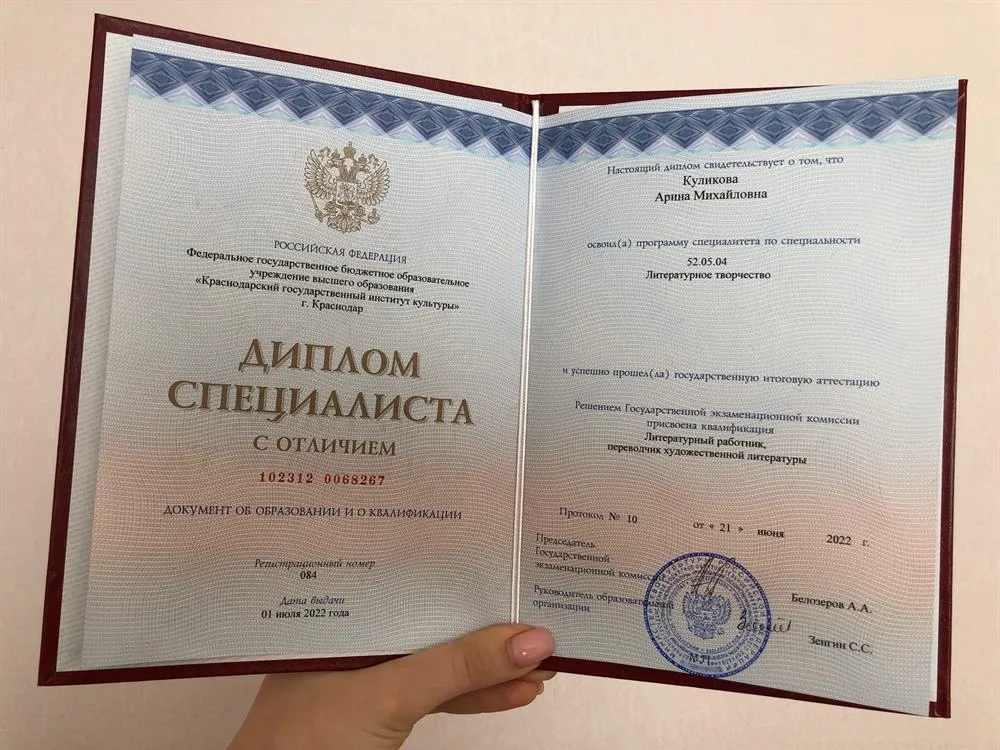 РОССИЙСКАЯ ФЕДЕРАЦИЯ
Федеральное государственное бюджетное образовательное
учреждение высшего образования
«Краснодарский государственный институт культуры»
г. Краснодар
ДИПЛОМ
СПЕЦИАЛИСТА
С ОТЛИЧИЕМ
102312 0068267
ДОКУМЕНТ ОБ ОБРАЗОВАНИИ И О КВАЛИФИКАЦИИ
Регистрационный номер
084
Дата выдачи
01 июля 2022 года
Настоящий диплом свидетельствует о том, что
Куликова
Арина Михайловна
освоил(а) программу специалитета по специальности
52.05.04
Литературное творчество
и успешно прошел(ла) государственную итоговую аттестацию
Решением Государственной экзаменационной комиссии
присвоена квалификация
Литературный работник,
переводчик художественной литературы
Протокол № 10 от « 21 » июня 2022 г.
Председатель
Государственной
экзаменационной комиссии
Белозеров А.А.
Руководитель образовательной
организации
Зенгин С.С.
М.П.